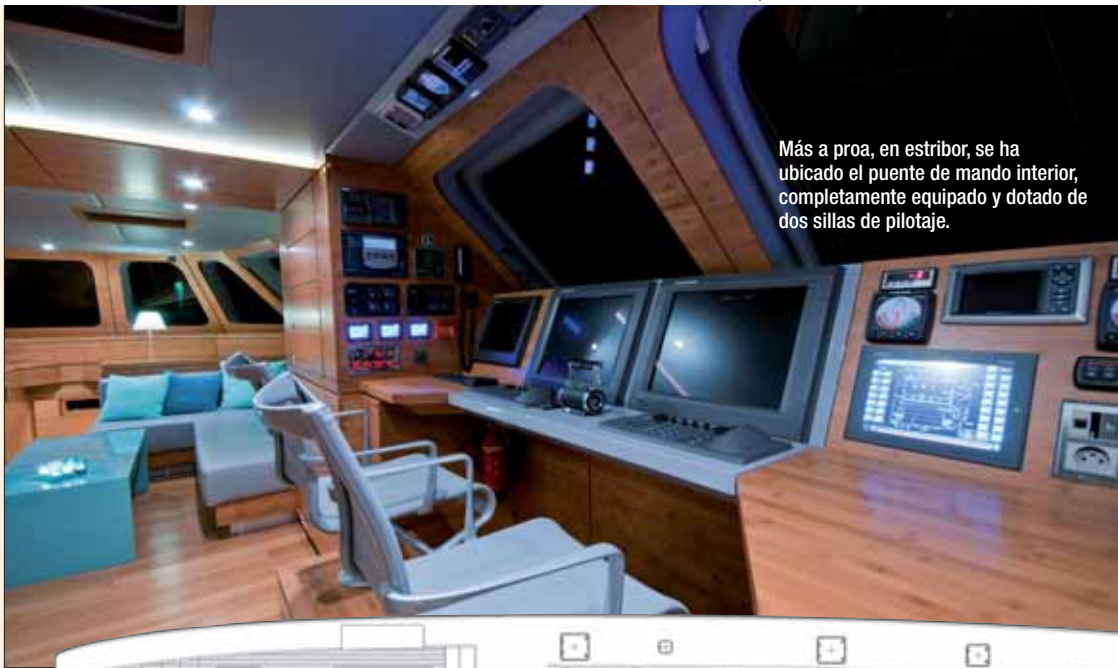 Más a proa, en estribor, se ha
ubicado el puente de mando interior,
completamente equipado y dotado de
dos sillas de pilotaje.